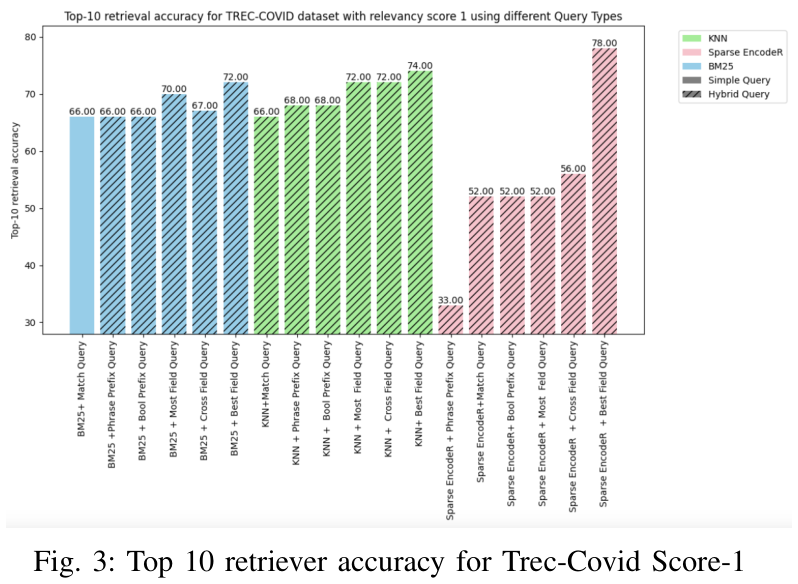 Top-10 retrieval accuracy for TREC-COVID dataset with relevancy score 1 using different Query Types
KNN
Sparse EncodeR
BM25
Simple Query
Hybrid Query
Top-10 retrieval accuracy
80
70
60
50
40
30
66.00
66.00
66.00
70.00
67.00
72.00
66.00
68.00
68.00
72.00
72.00
74.00
33.00
52.00
52.00
52.00
56.00
78.00
BM25+ Match Query
BM25 +Phrase Prefix Query
BM25 + Bool Prefix Query
BM25 + Most Field Query
BM25 + Cross Field Query
BM25 + Best Field Query
KNN+Match Query
KNN + Phrase Prefix Query
KNN + Bool Prefix Query
KNN + Most Field Query
KNN + Cross Field Query
KNN+ Best Field Query
Sparse EncodeR + Phrase Prefix Query
Sparse EncodeR+Match Query
Sparse EncodeR+ Bool Prefix Query
Sparse EncodeR + Most Feld Query
Sparse EncodeR + Cross Field Query
Sparse EncodeR + Best Field Query
Fig. 3: Top 10 retriever accuracy for Trec-Covid Score-1